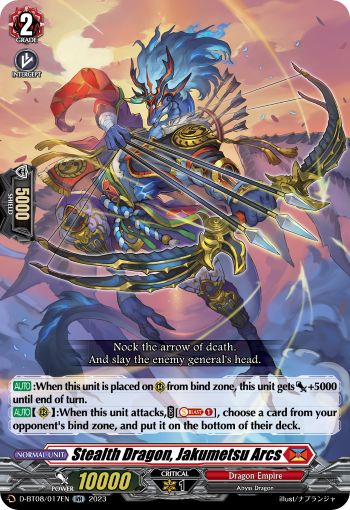 2
GRADE
INTERCEPT
5000
SHIELD
Nock the arrow of death.
And slay the enemy general's head.
AUTO:When this unit is placed on R from bind zone, this unit gets +5000
until end of turn.
AUTO【R】:When this unit attacks, [SOUL BLAST 1], choose a card from your
opponent's bind zone, and put it on the bottom of their deck.
NORMAL UNIT
Stealth Dragon, Jakumetsu Arcs
POWER 10000
CRITICAL
1
Dragon Empire
Abyss Dragon
D-BT08/017EN RR 2023
illust/ナブランジャ